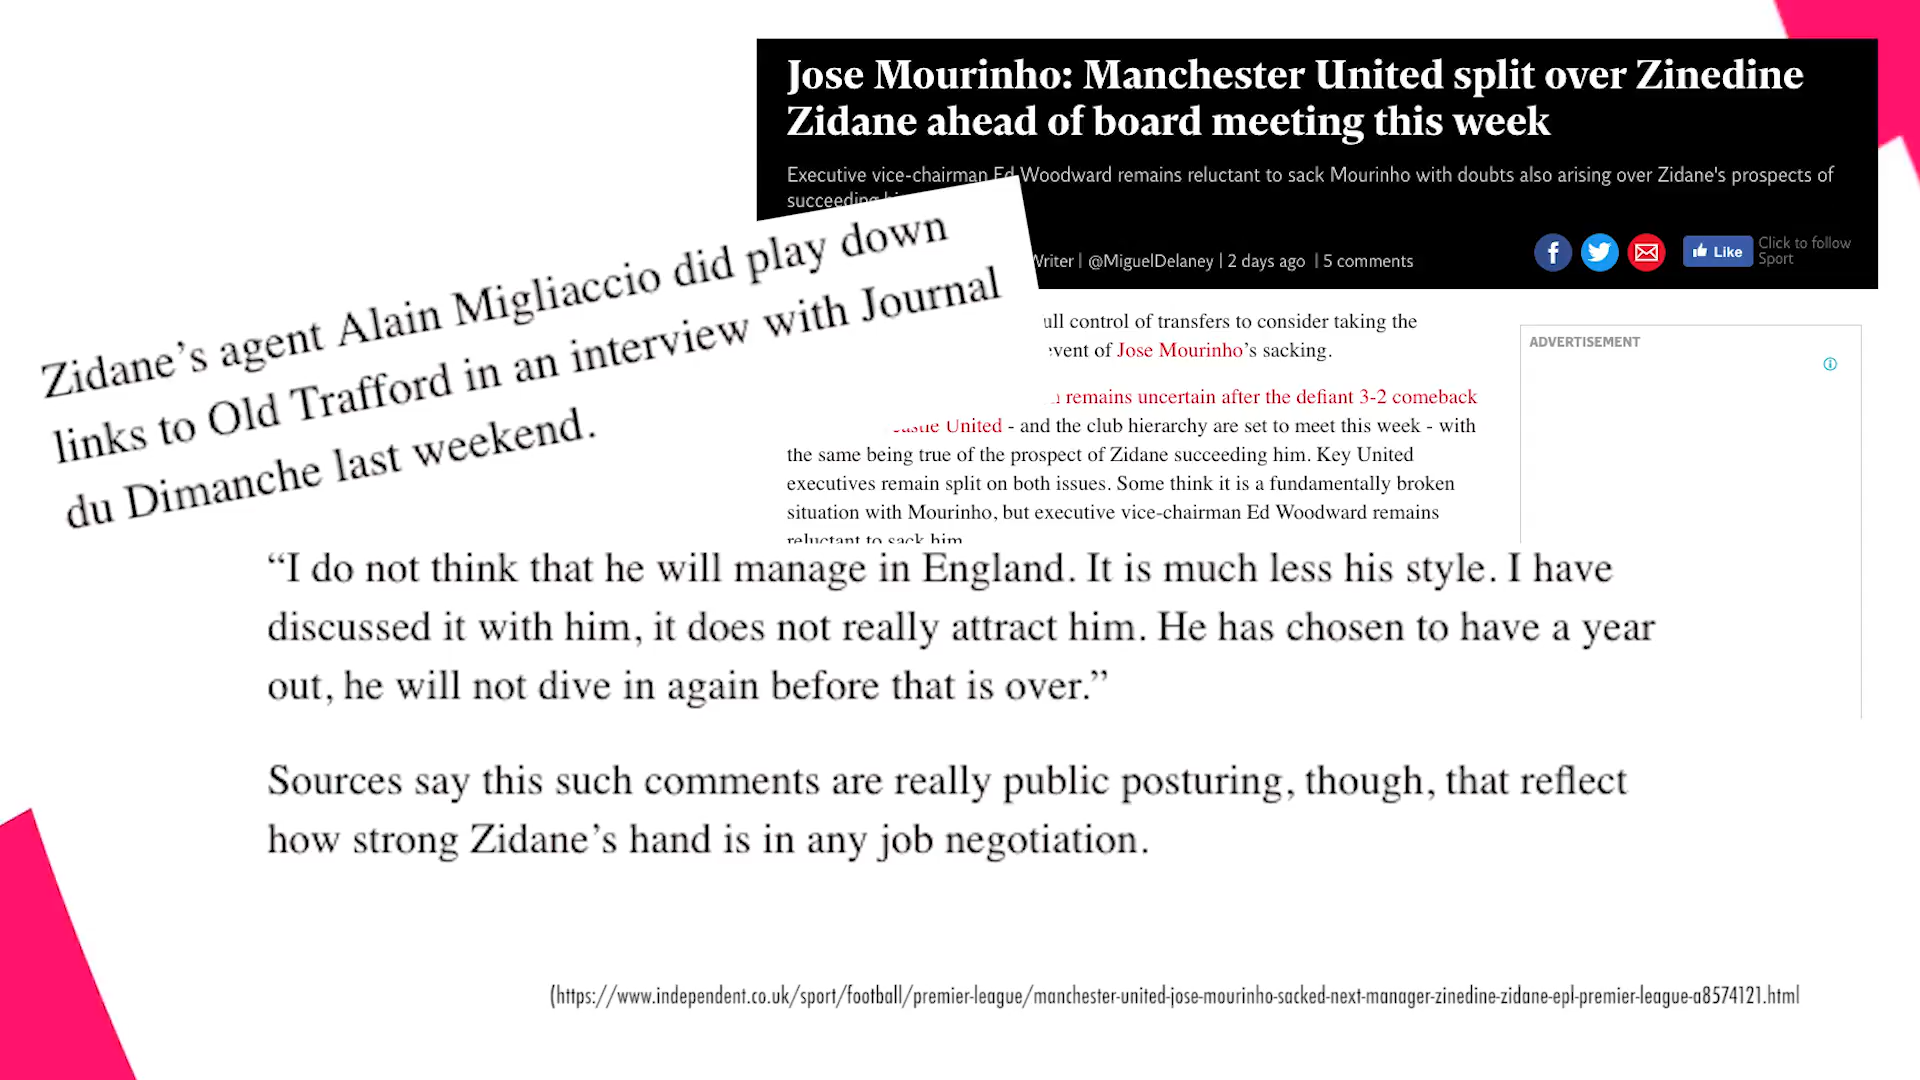 Jose Mourinho: Manchester United split over Zinedine
Zidane ahead of board meeting this week
Executive vice-chairman Ed Woodward remains reluctant to sack Mourinho with doubts also arising over Zidane's prospects of
succeeding
Writer | @MiguelDelaney | 2 days ago | 5 comments
Like
Click to follow
Sport
Zidane’s agent Alain Migliaccio did play down
links to Old Trafford in an interview with Journal
du Dimanche last weekend.
control of transfers to consider taking the
event of Jose Mourinho’s sacking.
remains uncertain after the defiant 3-2 comeback
United - and the club hierarchy are set to meet this week - with
the same being true of the prospect of Zidane succeeding him. Key United
executives remain split on both issues. Some think it is a fundamentally broken
situation with Mourinho, but executive vice-chairman Ed Woodward remains
reluctant to sack him
ADVERTISEMENT
“I do not think that he will manage in England. It is much less his style. I have
discussed it with him, it does not really attract him. He has chosen to have a year
out, he will not dive in again before that is over.”
Sources say this such comments are really public posturing, though, that reflect
how strong Zidane’s hand is in any job negotiation.
(https://www.independent.co.uk/sport/football/premier-league/manchester-united-jose-mourinho-sacked-next-manager-zinedine-zidane-epl-premier-league-a8574121.html